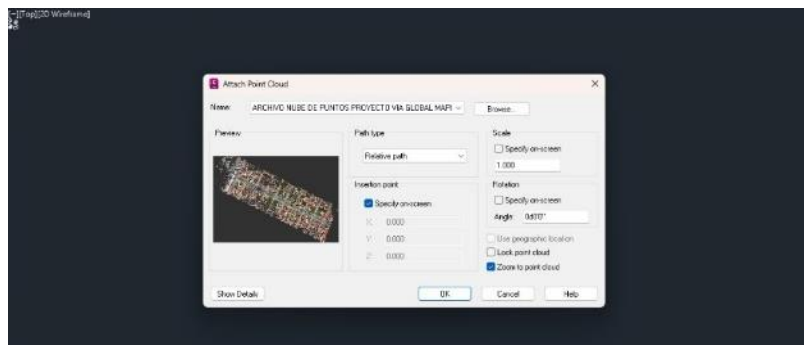 [-][Top][2D Wireframe]
Attach Point Cloud
Name: ARCHIVO NUBE DE PUNTOS PROYECTO VIA GLOBAL MAPI Browse...
Preview
Path type
Relative path
Insertion point
Specify on-screen
X: 0.000
Y: 0.000
Z: 0.000
Scale
Specify on-screen
1.000
Rotation
Specify on-screen
Angle: 0d0'0"
Use geographic location
Lock point cloud
Zoom to point cloud
Show Details
OK
Cancel
Help